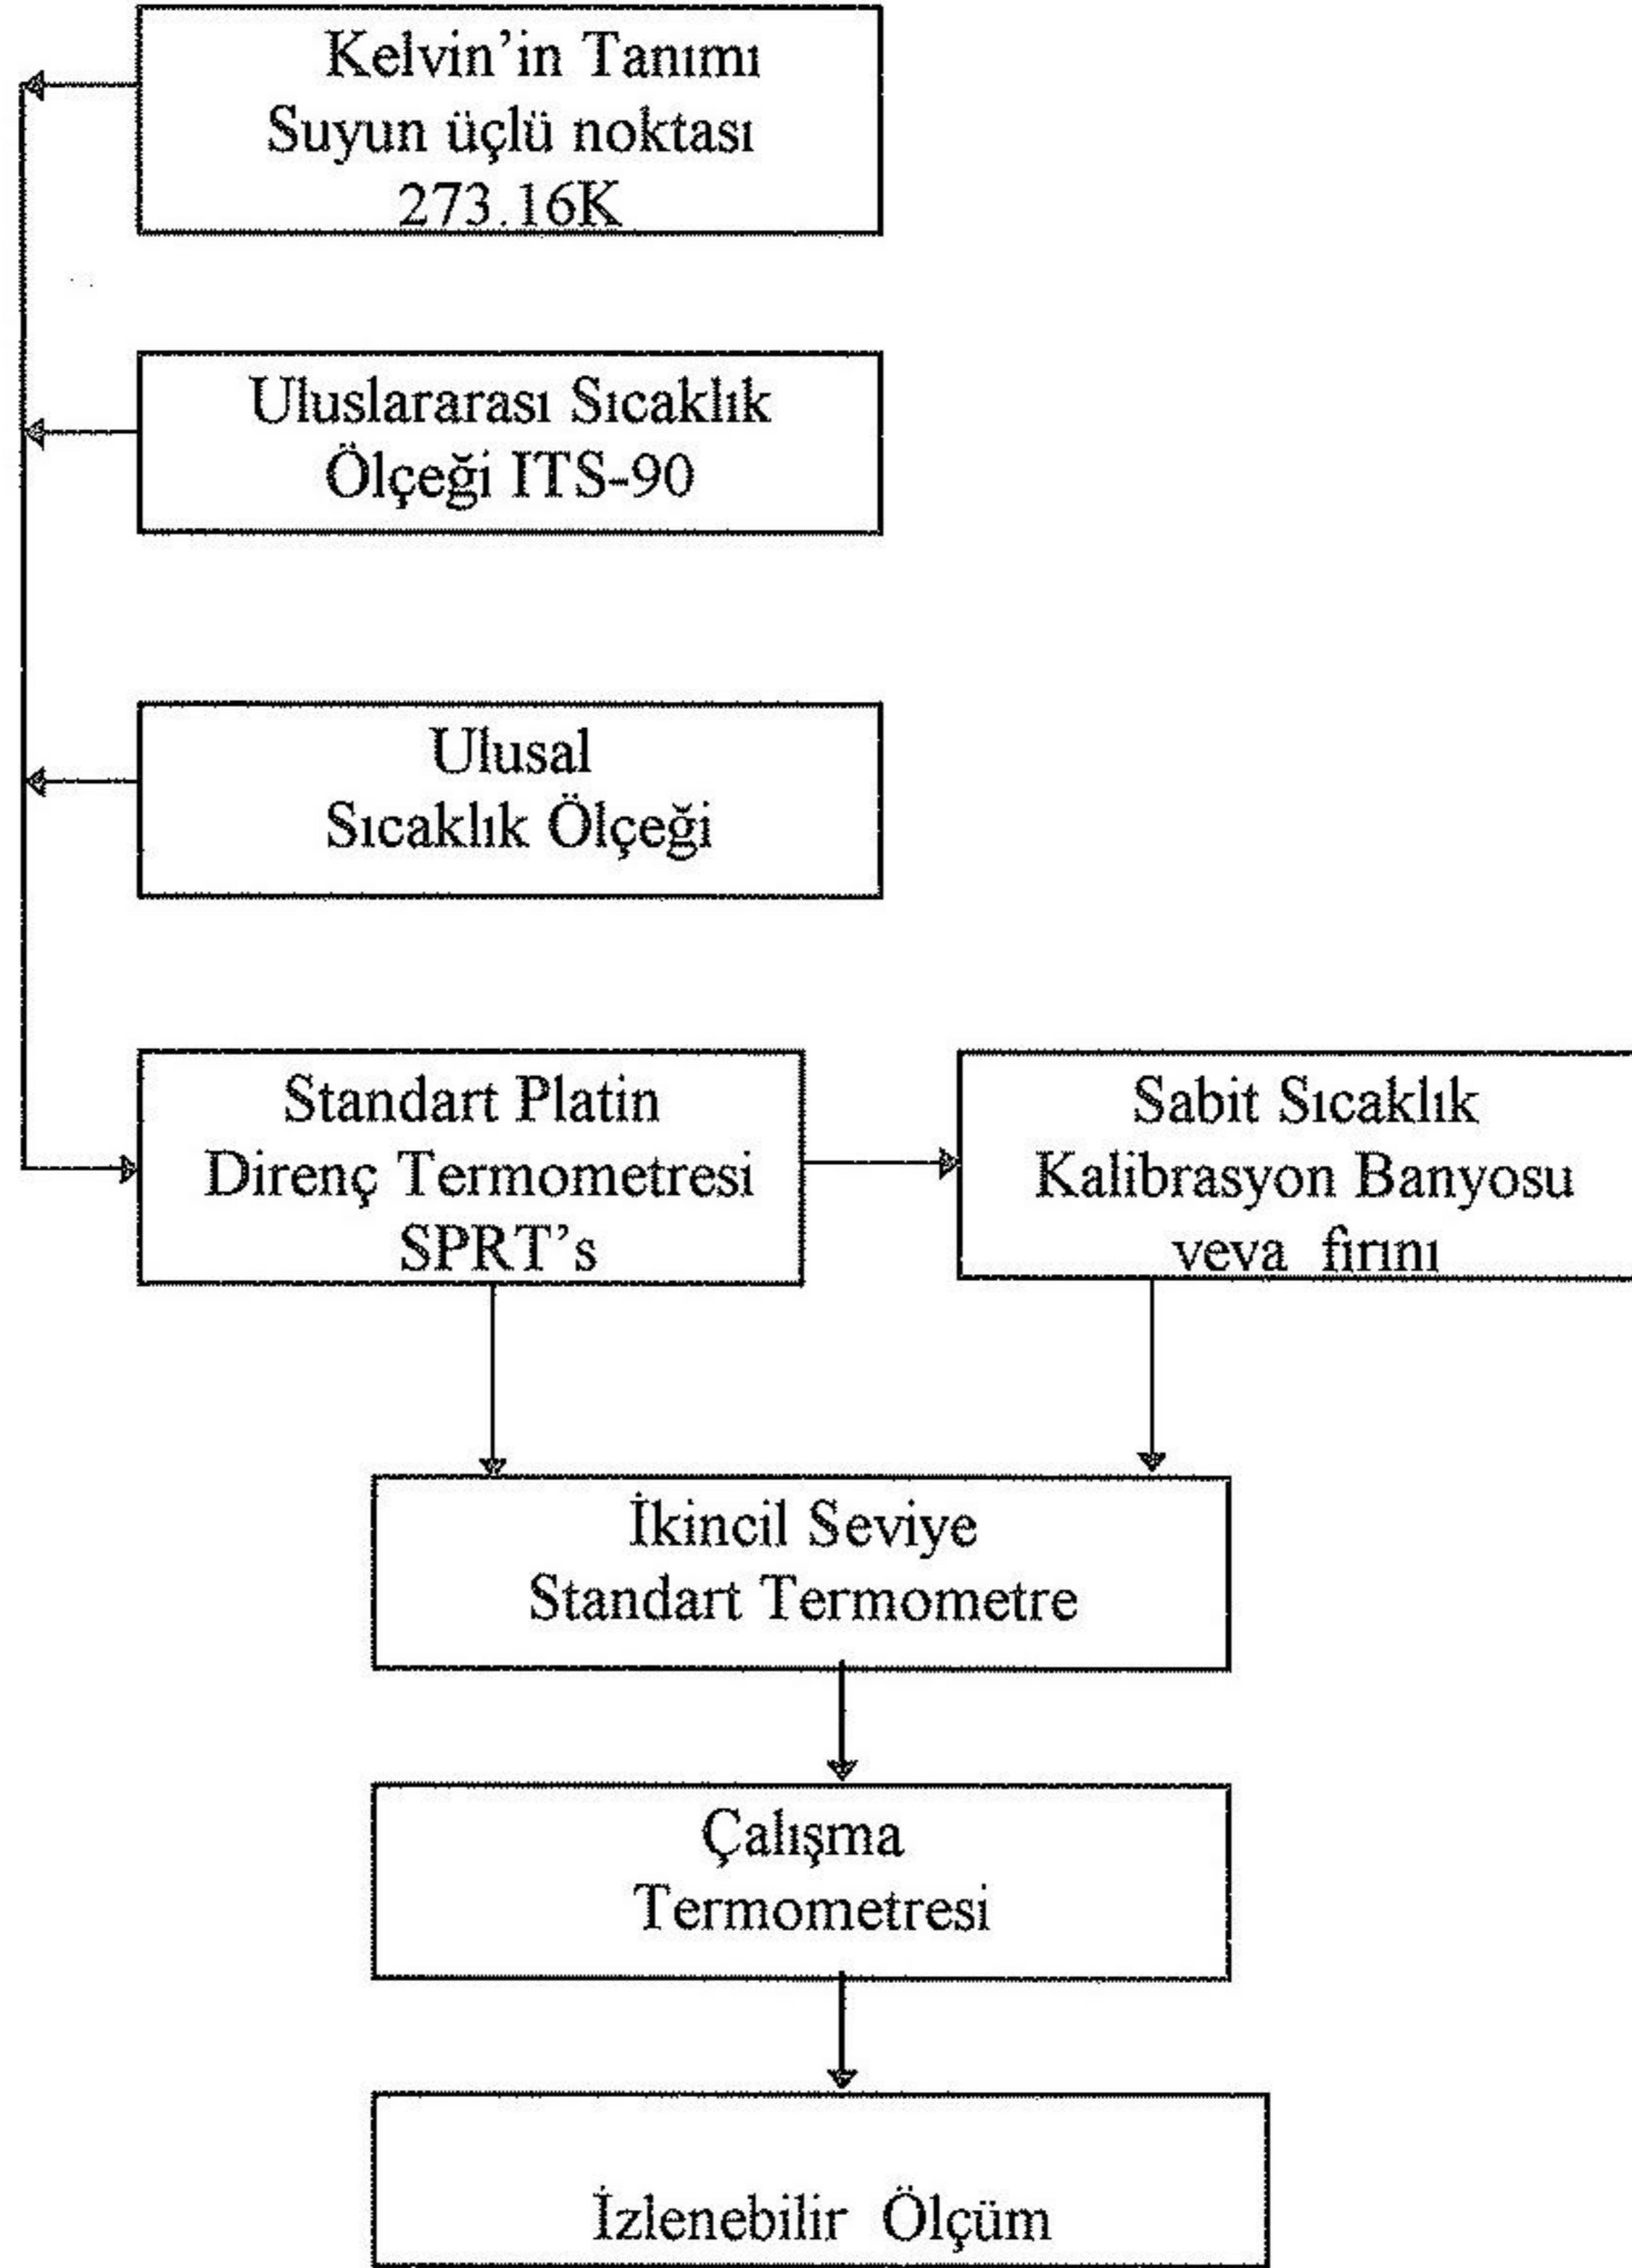 Kelvin’in Tanımı
Suyun üçlü noktası
273.16K
Uluslararası Sıcaklık
Ölçeği ITS-90
Ulusal
Sıcaklık Ölçeği
Standart Platin
Direnç Termometresi
SPRT’s
Sabit Sıcaklık
Kalibrasyon Banyosu
veva fırını
İkincil Seviye
Standart Termometre
Çalışma
Termometresi
İzlenebilir Ölçüm